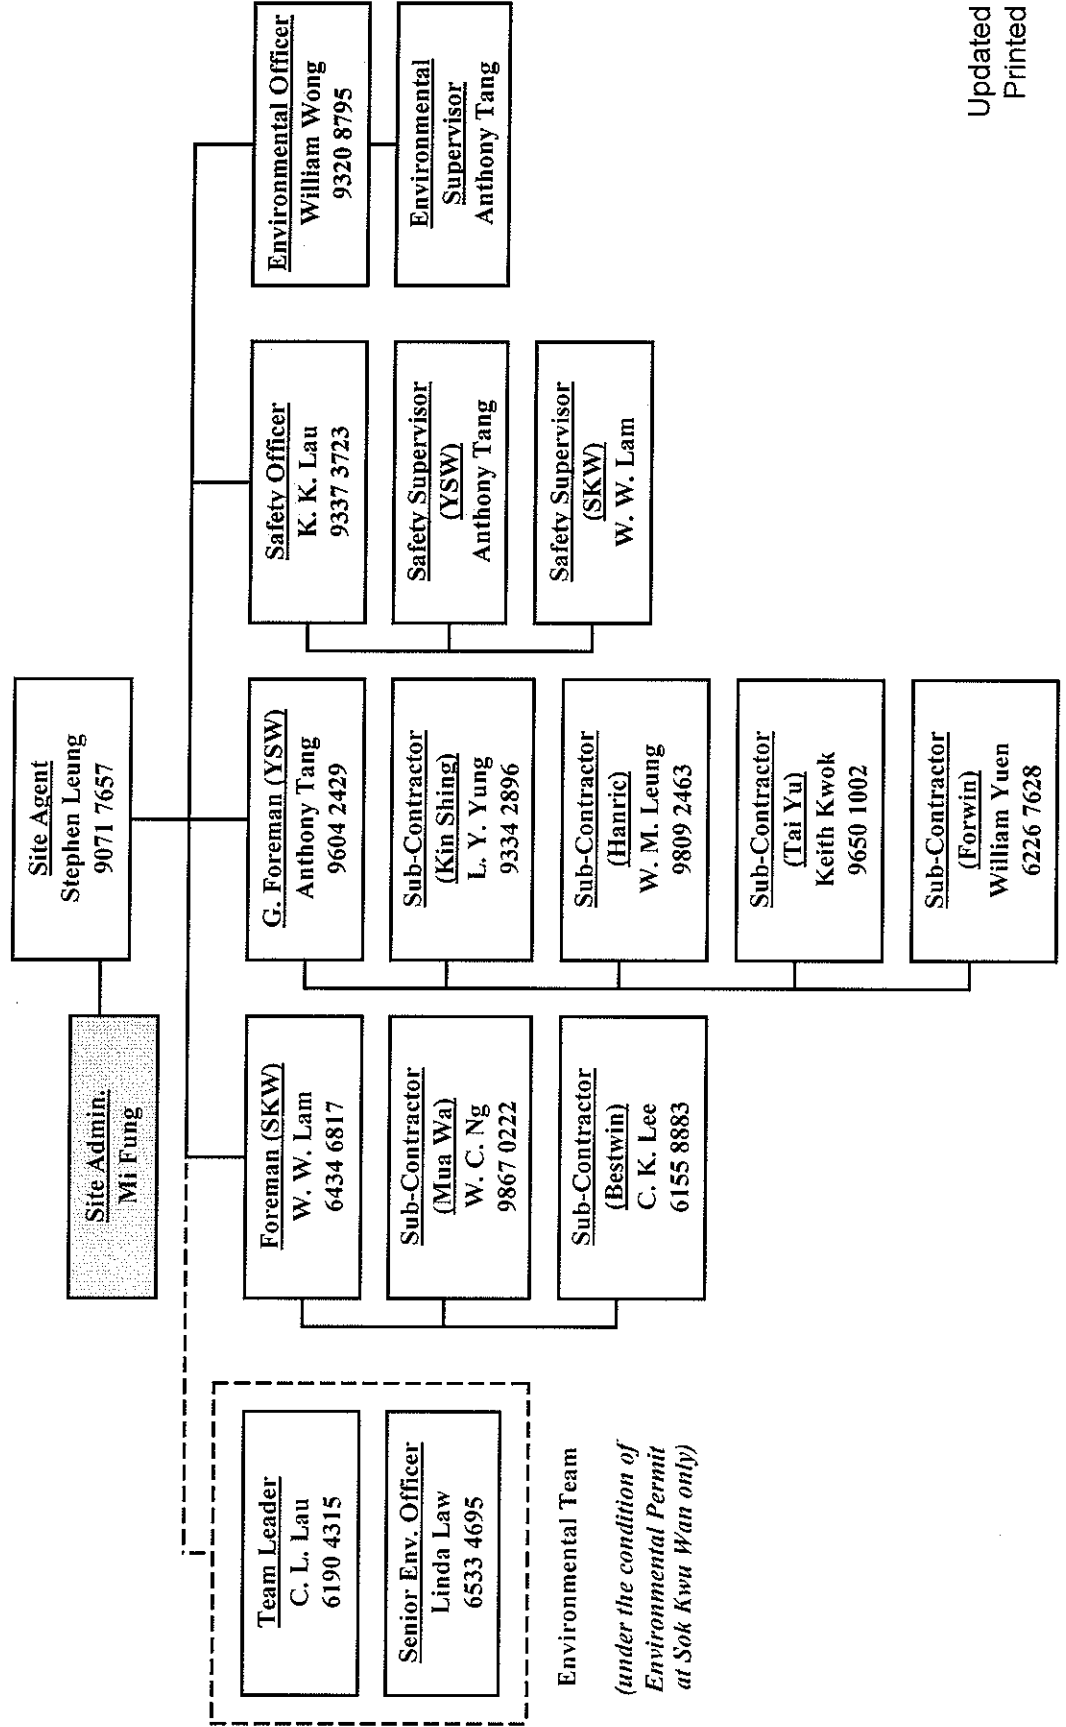 Site Agent
Stephen Leung
9071 7657
Site Admin.
Mi Fung
Team Leader
C. L. Lau
6190 4315
Senior Env. Officer
Linda Law
6533 4695
Environmental Team
(under the condition of
Environmental Permit
at Sok Kwu Wan only)
Foreman (SKW)
W. W. Lam
6434 6817
Sub-Contractor
(Mua Wa)
W. C. Ng
9867 0222
Sub-Contractor
(Bestwin)
C. K. Lee
6155 8883
G. Foreman (YSW)
Anthony Tang
9604 2429
Sub-Contractor
(Kin Shing)
L. Y. Yung
9334 2896
Sub-Contractor
(Hanric)
W. M. Leung
9809 2463
Sub-Contractor
(Tai Yu)
Keith Kwok
9650 1002
Sub-Contractor
(Forwin)
William Yuen
6226 7628
Safety Officer
K. K. Lau
9337 3723
Safety Supervisor
(YSW)
Anthony Tang
Safety Supervisor
(SKW)
W. W. Lam
Environmental Officer
William Wong
9320 8795
Environmental
Supervisor
Anthony Tang
Updated
Printed